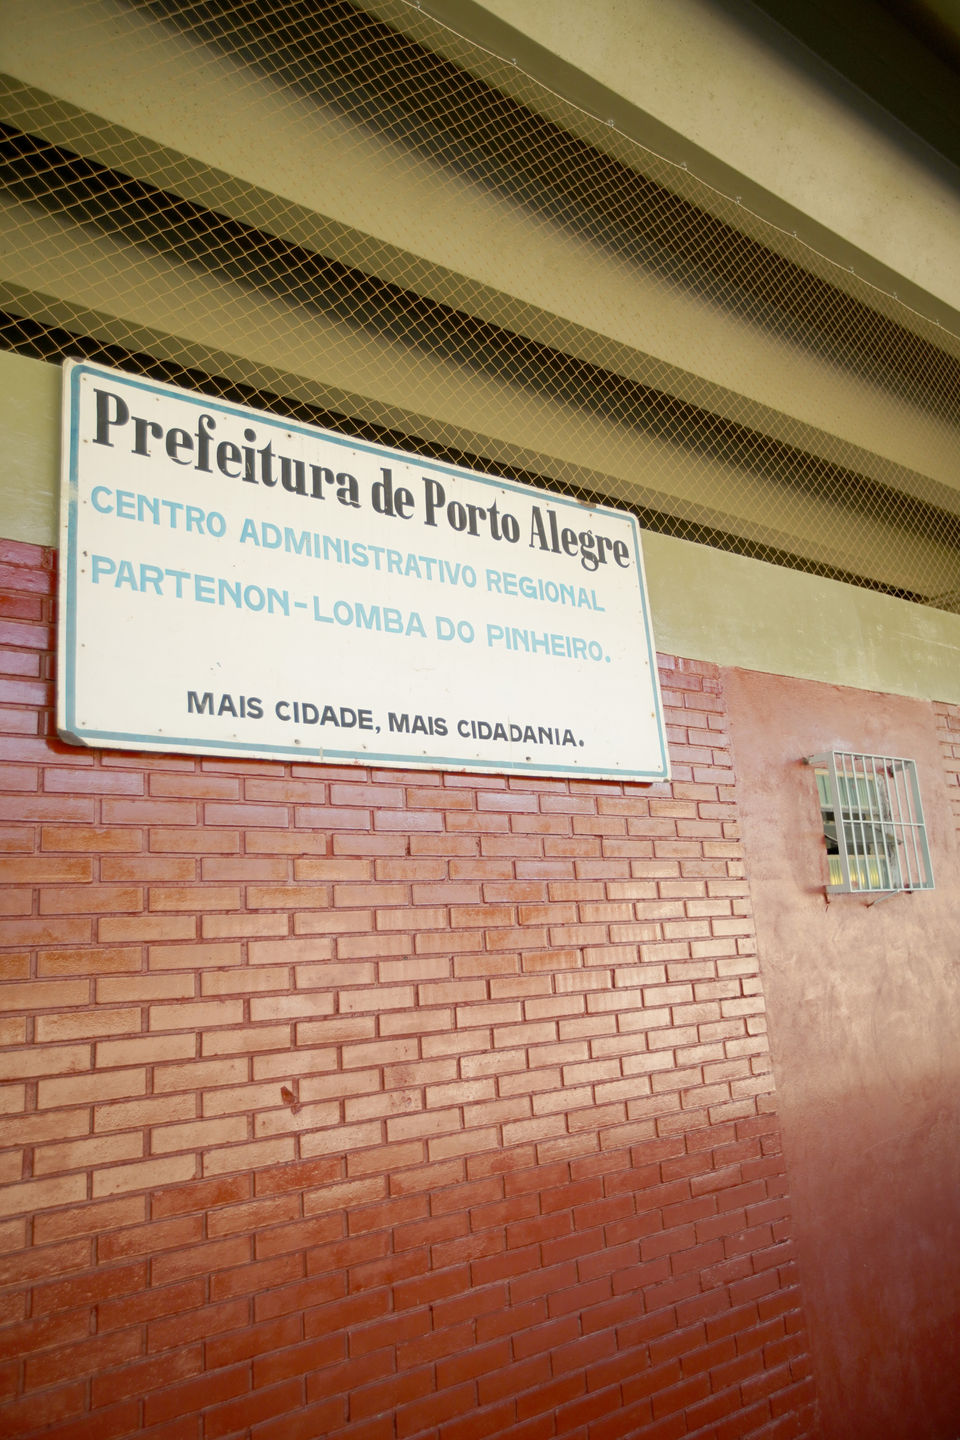 Prefeitura de Porto Alegre
CENTRO ADMINISTRATIVO REGIONAL
PARTENON-LOMBA DO PINHEIRO.
MAIS CIDADE, MAIS CIDADANIA.